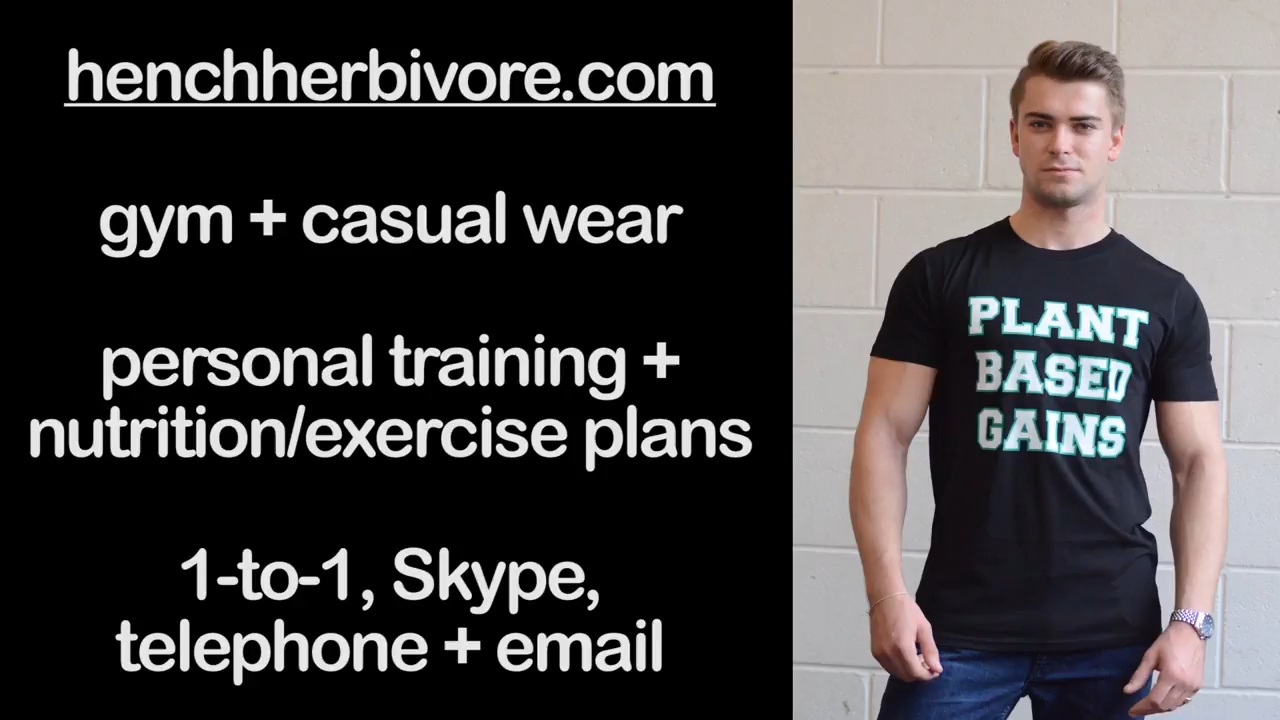 henchherbivore.com
gym + casual wear
personal training +
nutrition/exercise plans
1-to-1, Skype,
telephone + email
PLANT
BASED
GAINS